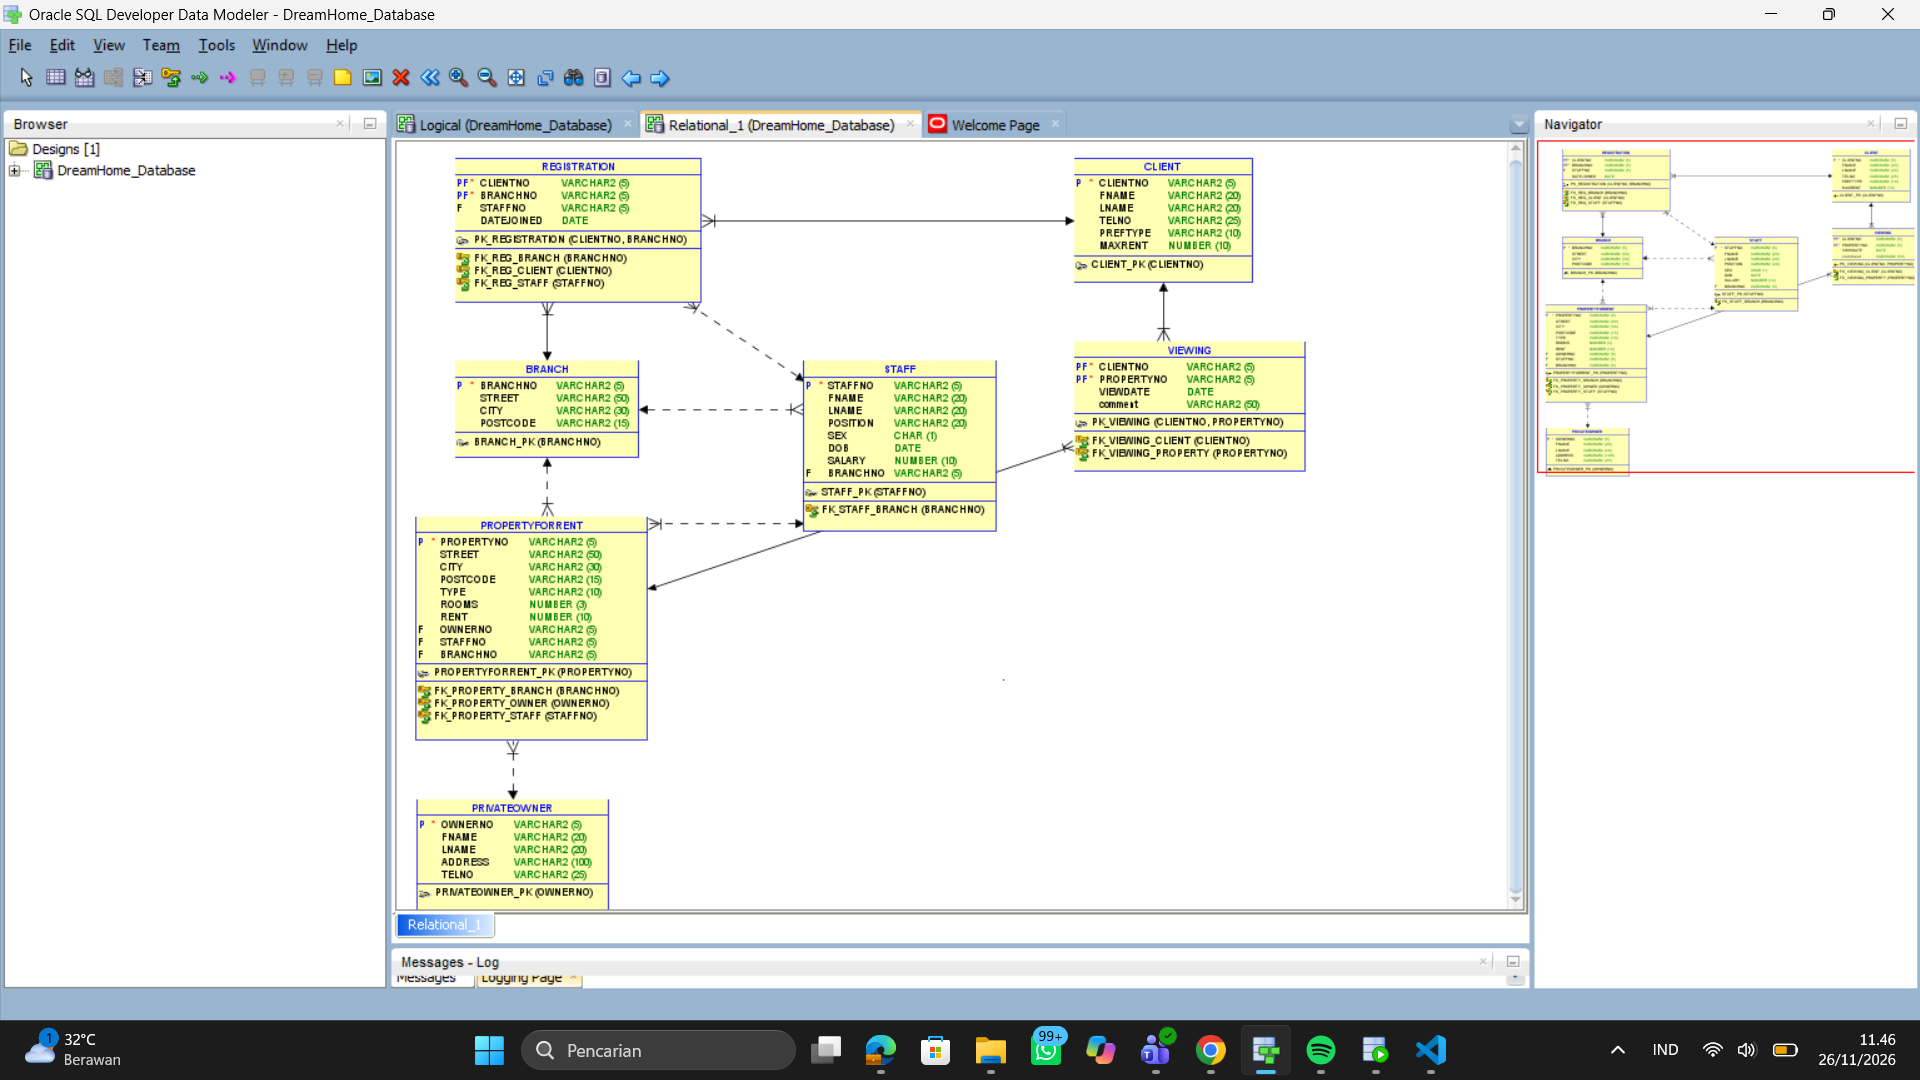 Oracle SQL Developer Data Modeler - DreamHome_Database
File Edit View Team Tools Window Help
Browser
Designs [1]
DreamHome_Database
Logical (DreamHome_Database)
Relational_1 (DreamHome_Database)
Welcome Page
REGISTRATION
PF* CLIENTNO VARCHAR2 (5)
PF* BRANCHNO VARCHAR2 (5)
F STAFFNO VARCHAR2 (5)
DATEJOINED DATE
PK_REGISTRATION (CLIENTNO, BRANCHNO)
FK_REG_BRANCH (BRANCHNO)
FK_REG_CLIENT (CLIENTNO)
FK_REG_STAFF (STAFFNO)
CLIENT
P * CLIENTNO VARCHAR2 (5)
FNAME VARCHAR2 (20)
LNAME VARCHAR2 (20)
TELNO VARCHAR2 (25)
PREFTYPE VARCHAR2 (10)
MAXRENT NUMBER (10)
CLIENT_PK (CLIENTNO)
BRANCH
P * BRANCHNO VARCHAR2 (5)
STREET VARCHAR2 (50)
CITY VARCHAR2 (30)
POSTCODE VARCHAR2 (15)
BRANCH_PK (BRANCHNO)
STAFF
P * STAFFNO VARCHAR2 (5)
FNAME VARCHAR2 (20)
LNAME VARCHAR2 (20)
POSITION VARCHAR2 (20)
SEX CHAR (1)
DOB DATE
SALARY NUMBER (10)
F BRANCHNO VARCHAR2 (5)
STAFF_PK (STAFFNO)
FK_STAFF_BRANCH (BRANCHNO)
VIEWING
PF* CLIENTNO VARCHAR2 (5)
PF* PROPERTYNO VARCHAR2 (5)
VIEWDATE DATE
comment VARCHAR2 (50)
PK_VIEWING (CLIENTNO, PROPERTYNO)
FK_VIEWING_CLIENT (CLIENTNO)
FK_VIEWING_PROPERTY (PROPERTYNO)
PROPERTYFORRENT
P * PROPERTYNO VARCHAR2 (5)
STREET VARCHAR2 (50)
CITY VARCHAR2 (30)
POSTCODE VARCHAR2 (15)
TYPE VARCHAR2 (10)
ROOMS NUMBER (3)
RENT NUMBER (10)
F OWNERNO VARCHAR2 (5)
F STAFFNO VARCHAR2 (5)
F BRANCHNO VARCHAR2 (5)
PROPERTYFORRENT_PK (PROPERTYNO)
FK_PROPERTY_BRANCH (BRANCHNO)
FK_PROPERTY_OWNER (OWNERNO)
FK_PROPERTY_STAFF (STAFFNO)
PRIVATEOWNER
P * OWNERNO VARCHAR2 (5)
FNAME VARCHAR2 (20)
LNAME VARCHAR2 (20)
ADDRESS VARCHAR2 (100)
TELNO VARCHAR2 (25)
PRIVATEOWNER_PK (OWNERNO)
Navigator
Relational_1
Messages - Log
Messages
Logging Page
1
32°C
Berawan
Pencarian
99+
IND
11.46
26/11/2026